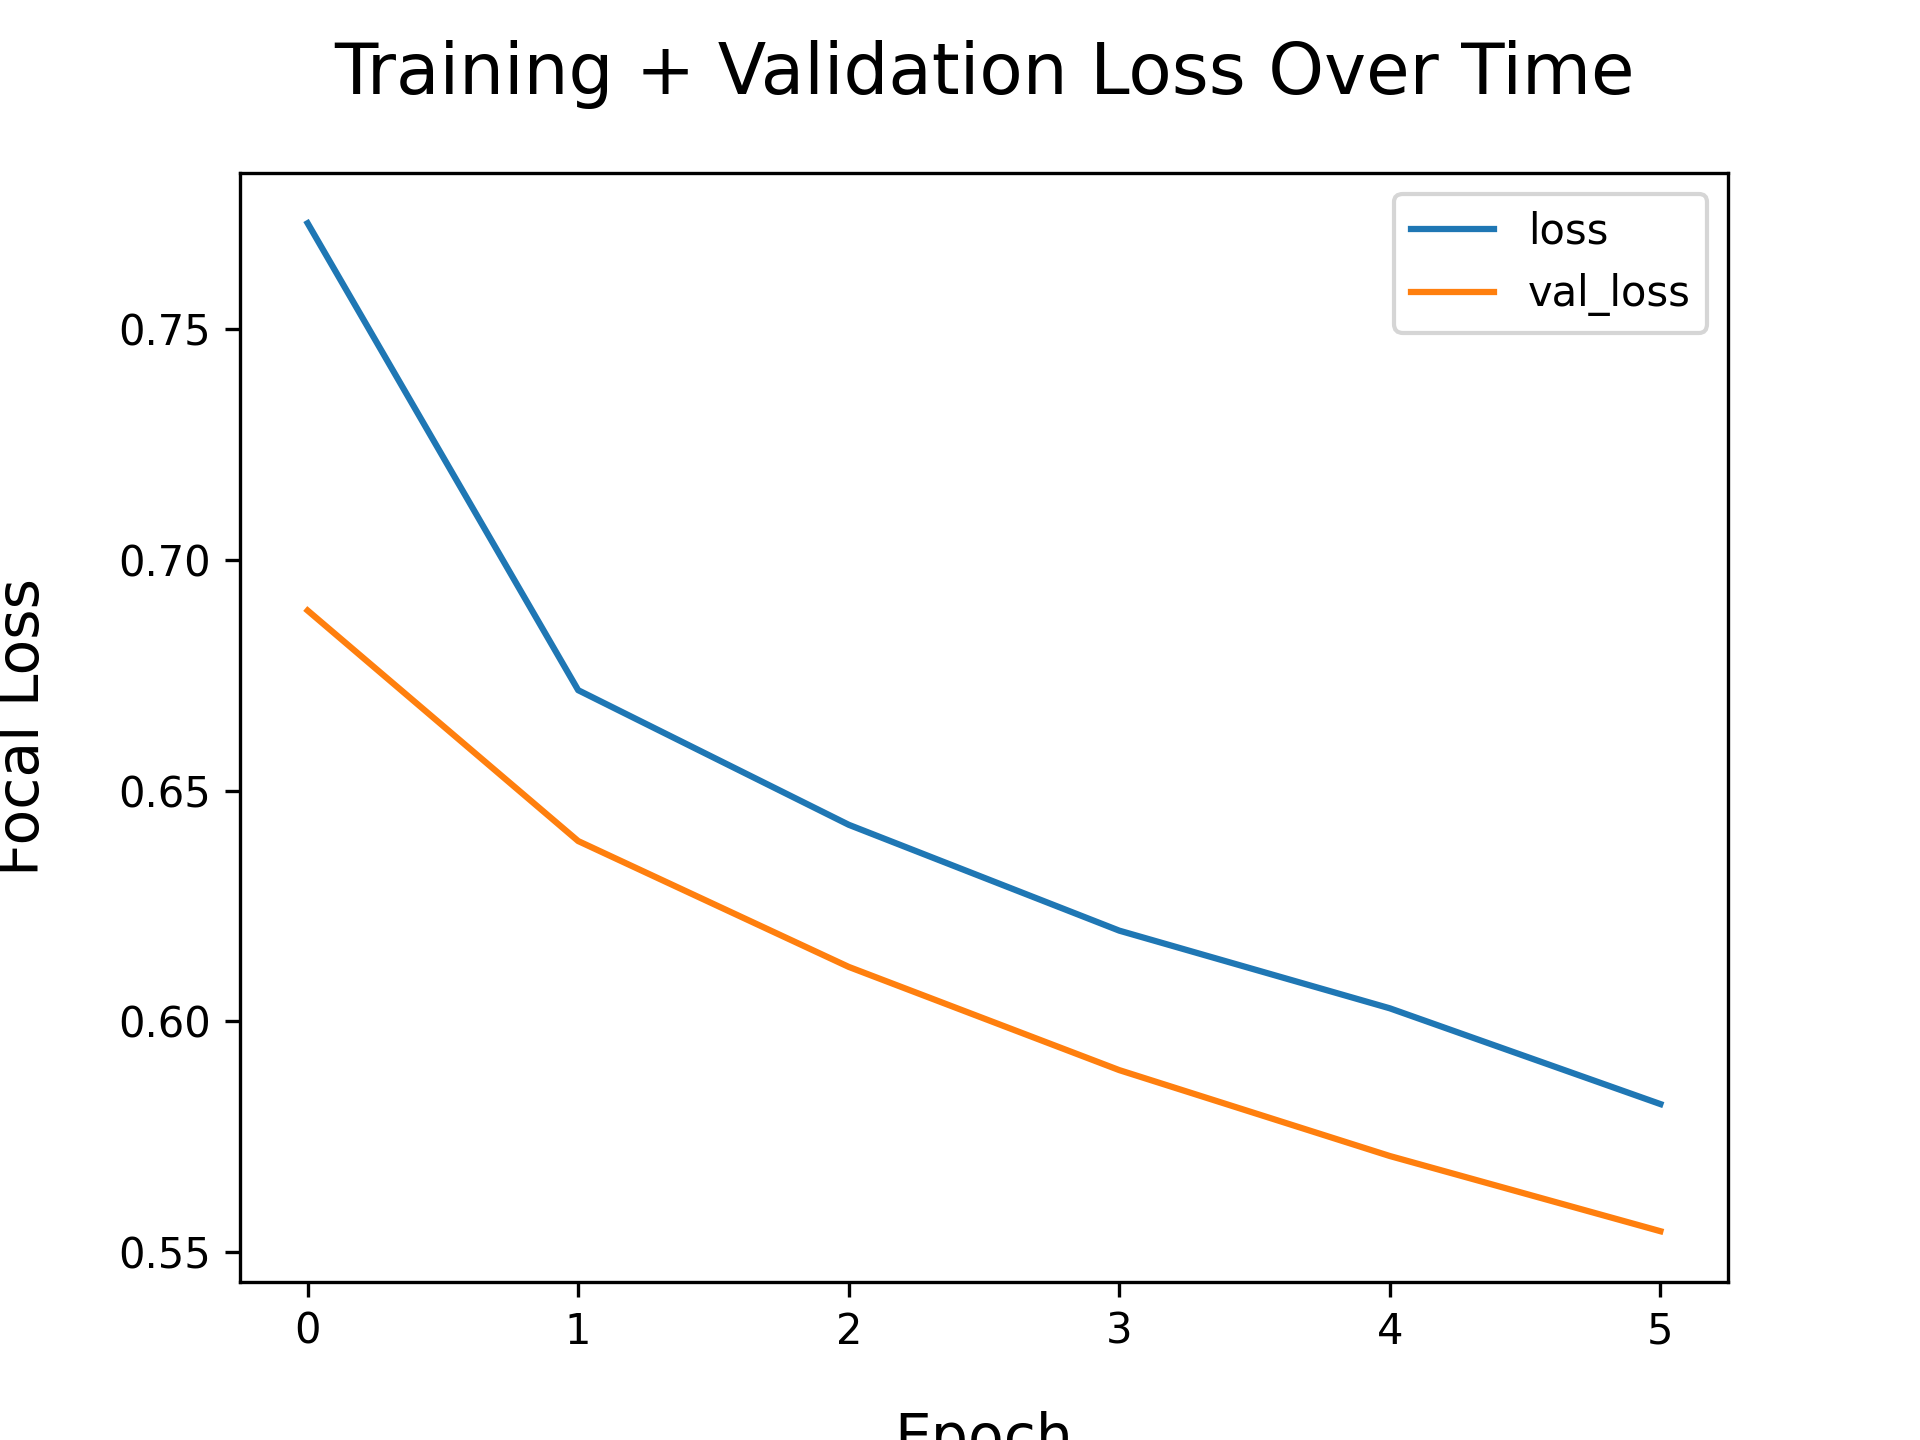 Training + Validation Loss Over Time
loss
val_loss
Focal Loss
0.75
0.70
0.65
0.60
0.55
0 1 2 3 4 5
Epoch